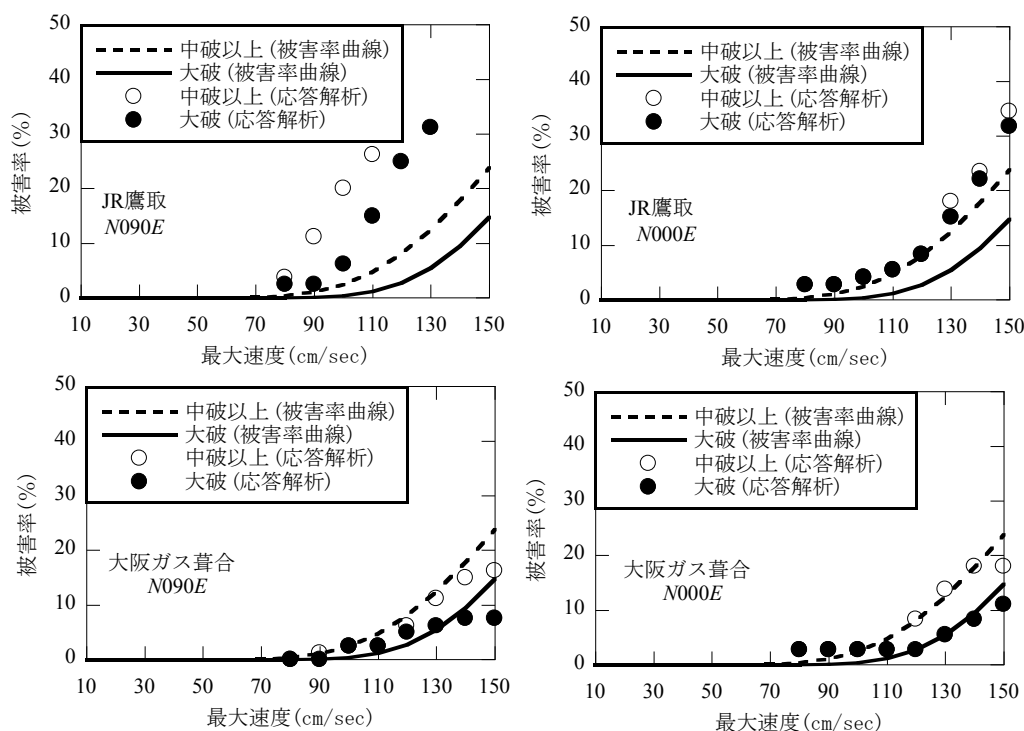 50
40
30
20
10
0
中破以上(被害率曲線)
大破(被害率曲線)
中破以上(応答解析)
大破(応答解析)
被害率(%)
JR鷹取
N090E
10 30 50 70 90 110 130 150
最大速度(cm/sec)
50
40
30
20
10
0
中破以上(被害率曲線)
大破(被害率曲線)
中破以上(応答解析)
大破(応答解析)
被害率(%)
JR鷹取
N000E
10 30 50 70 90 110 130 150
最大速度(cm/sec)
50
40
30
20
10
0
中破以上(被害率曲線)
大破(被害率曲線)
中破以上(応答解析)
大破(応答解析)
被害率(%)
大阪ガス葺合
N090E
10 30 50 70 90 110 130 150
最大速度(cm/sec)
50
40
30
20
10
0
中破以上(被害率曲線)
大破(被害率曲線)
中破以上(応答解析)
大破(応答解析)
被害率(%)
大阪ガス葺合
N000E
10 30 50 70 90 110 130 150
最大速度(cm/sec)